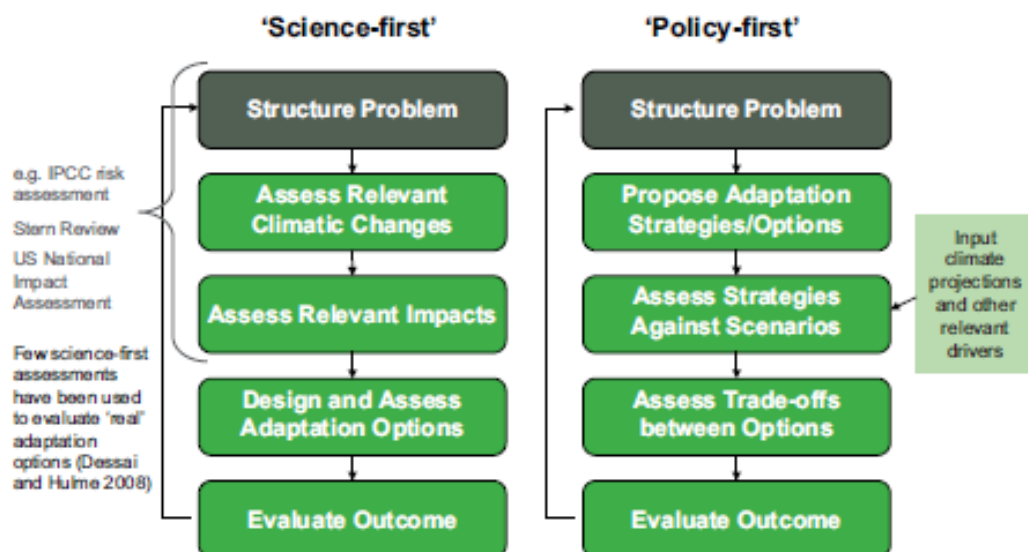 ‘Science-first’
‘Policy-first’
Structure Problem
Assess Relevant
Climatic Changes
Assess Relevant Impacts
Design and Assess
Adaptation Options
Evaluate Outcome
Structure Problem
Propose Adaptation
Strategies/Options
Assess Strategies
Against Scenarios
Assess Trade-offs
between Options
Evaluate Outcome
e.g. IPCC risk
assessment
Stern Review
US National
Impact
Assessment
Few science-first
assessments
have been used
to evaluate ‘real’
adaptation
options (Dessai
and Hulme 2008)
Input
climate
projections
and other
relevant
drivers